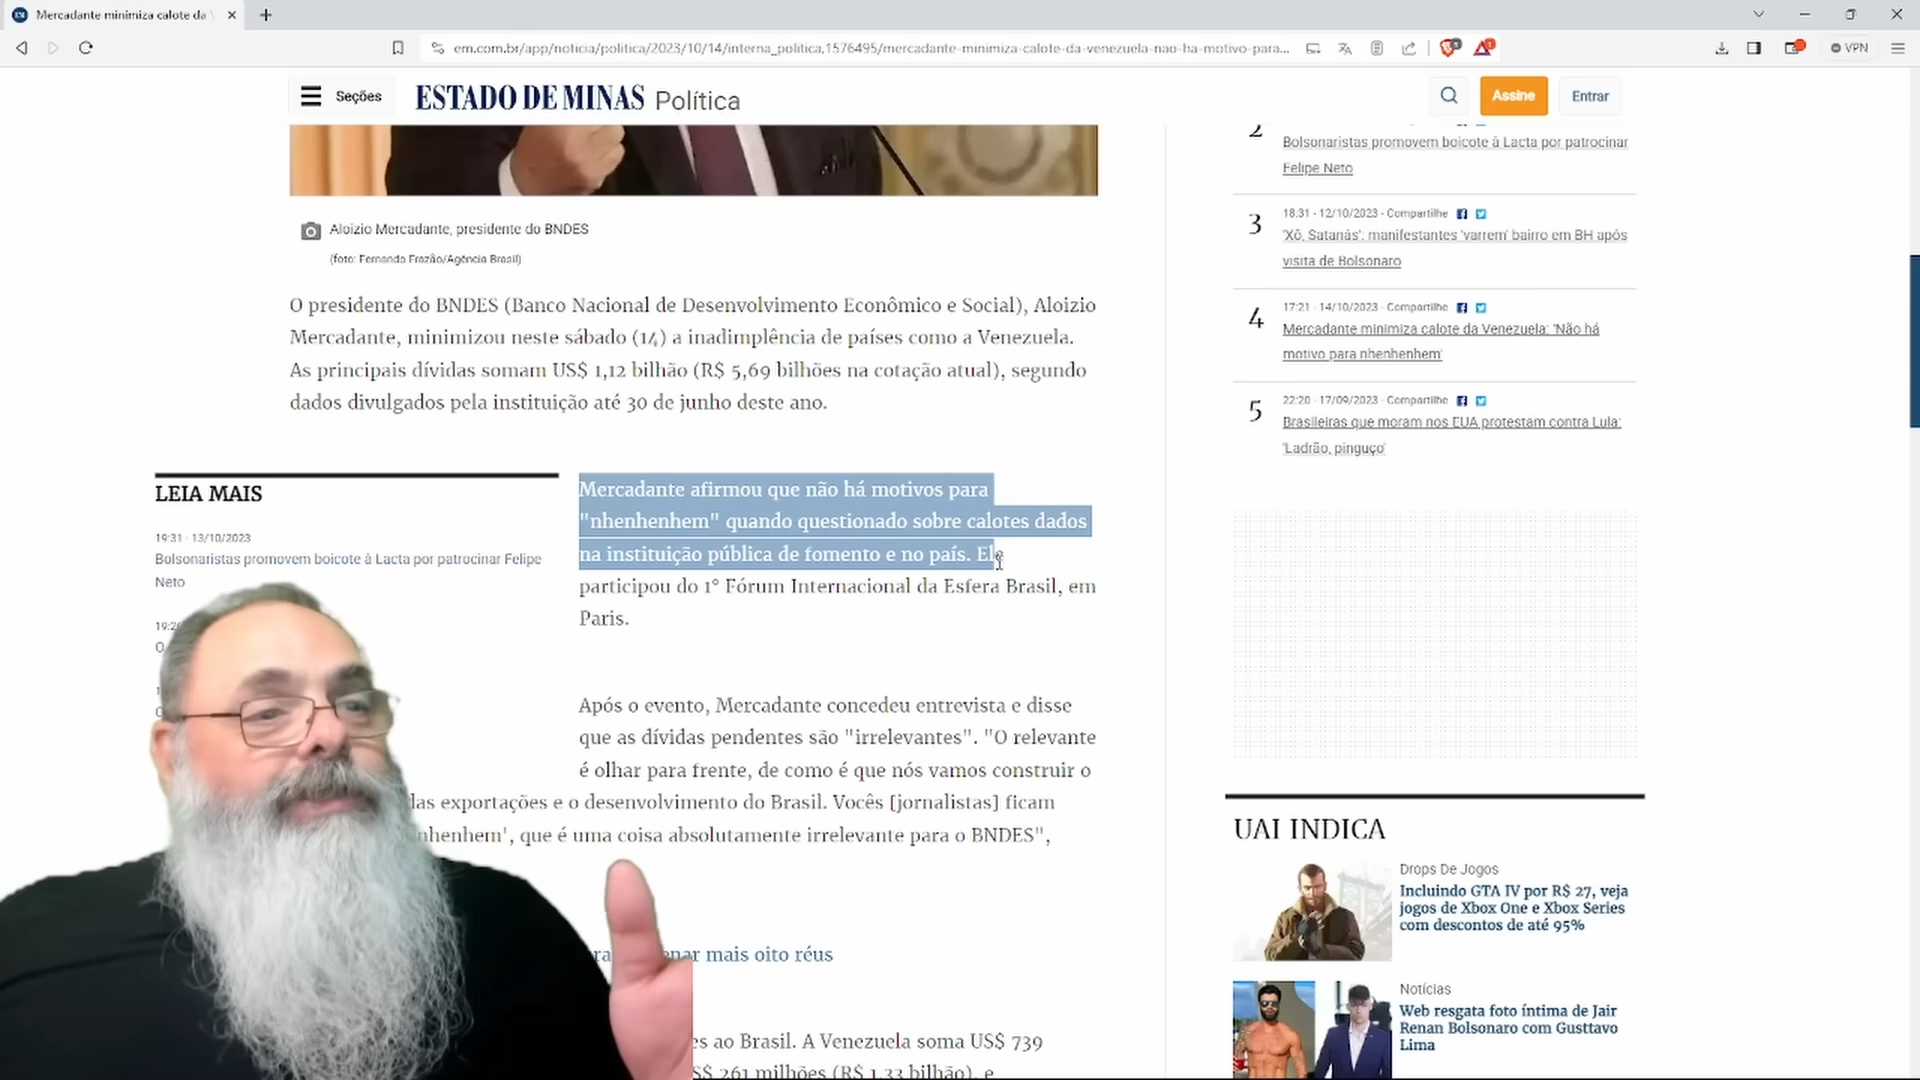 Mercadante minimiza calote da
em.com.br/app/noticia/politica/2023/10/14/interna_politica,1576495/mercadante-minimiza-calote-da-venezuela-nao-ha-motivo-para...
VPN
Seções
ESTADO DE MINAS Política
Assine
Entrar
Aloizio Mercadante, presidente do BNDES
(foto: Fernando Frazão/Agência Brasil)
O presidente do BNDES (Banco Nacional de Desenvolvimento Econômico e Social), Aloizio
Mercadante, minimizou neste sábado (14) a inadimplência de países como a Venezuela.
As principais dívidas somam US$ 1,12 bilhão (R$ 5,69 bilhões na cotação atual), segundo
dados divulgados pela instituição até 30 de junho deste ano.
LEIA MAIS
19:31 - 13/10/2023
Bolsonaristas promovem boicote à Lacta por patrocinar Felipe
Neto
Mercadante afirmou que não há motivos para
"nhenhenhem" quando questionado sobre calotes dados
na instituição pública de fomento e no país. Ele
participou do 1º Fórum Internacional da Esfera Brasil, em
Paris.
Após o evento, Mercadante concedeu entrevista e disse
que as dívidas pendentes são "irrelevantes". "O relevante
é olhar para frente, de como é que nós vamos construir o
das exportações e o desenvolvimento do Brasil. Vocês [jornalistas] ficam
nhenhem', que é uma coisa absolutamente irrelevante para o BNDES",
mais oito réus
ao Brasil. A Venezuela soma US$ 739
261 milhões (R$ 1,33 bilhão), e
2
Bolsonaristas promovem boicote à Lacta por patrocinar
Felipe Neto
3
18:31 - 12/10/2023 - Compartilhe
'Xô, Satanás': manifestantes 'varrem' bairro em BH após
visita de Bolsonaro
4
17:21 - 14/10/2023 - Compartilhe
Mercadante minimiza calote da Venezuela: 'Não há
motivo para nhenhenhem'
5
22:20 - 17/09/2023 - Compartilhe
Brasileiras que moram nos EUA protestam contra Lula:
'Ladrão, pinguço'
UAI INDICA
Drops De Jogos
Incluindo GTA IV por R$ 27, veja
jogos de Xbox One e Xbox Series
com descontos de até 95%
Notícias
Web resgata foto íntima de Jair
Renan Bolsonaro com Gusttavo
Lima